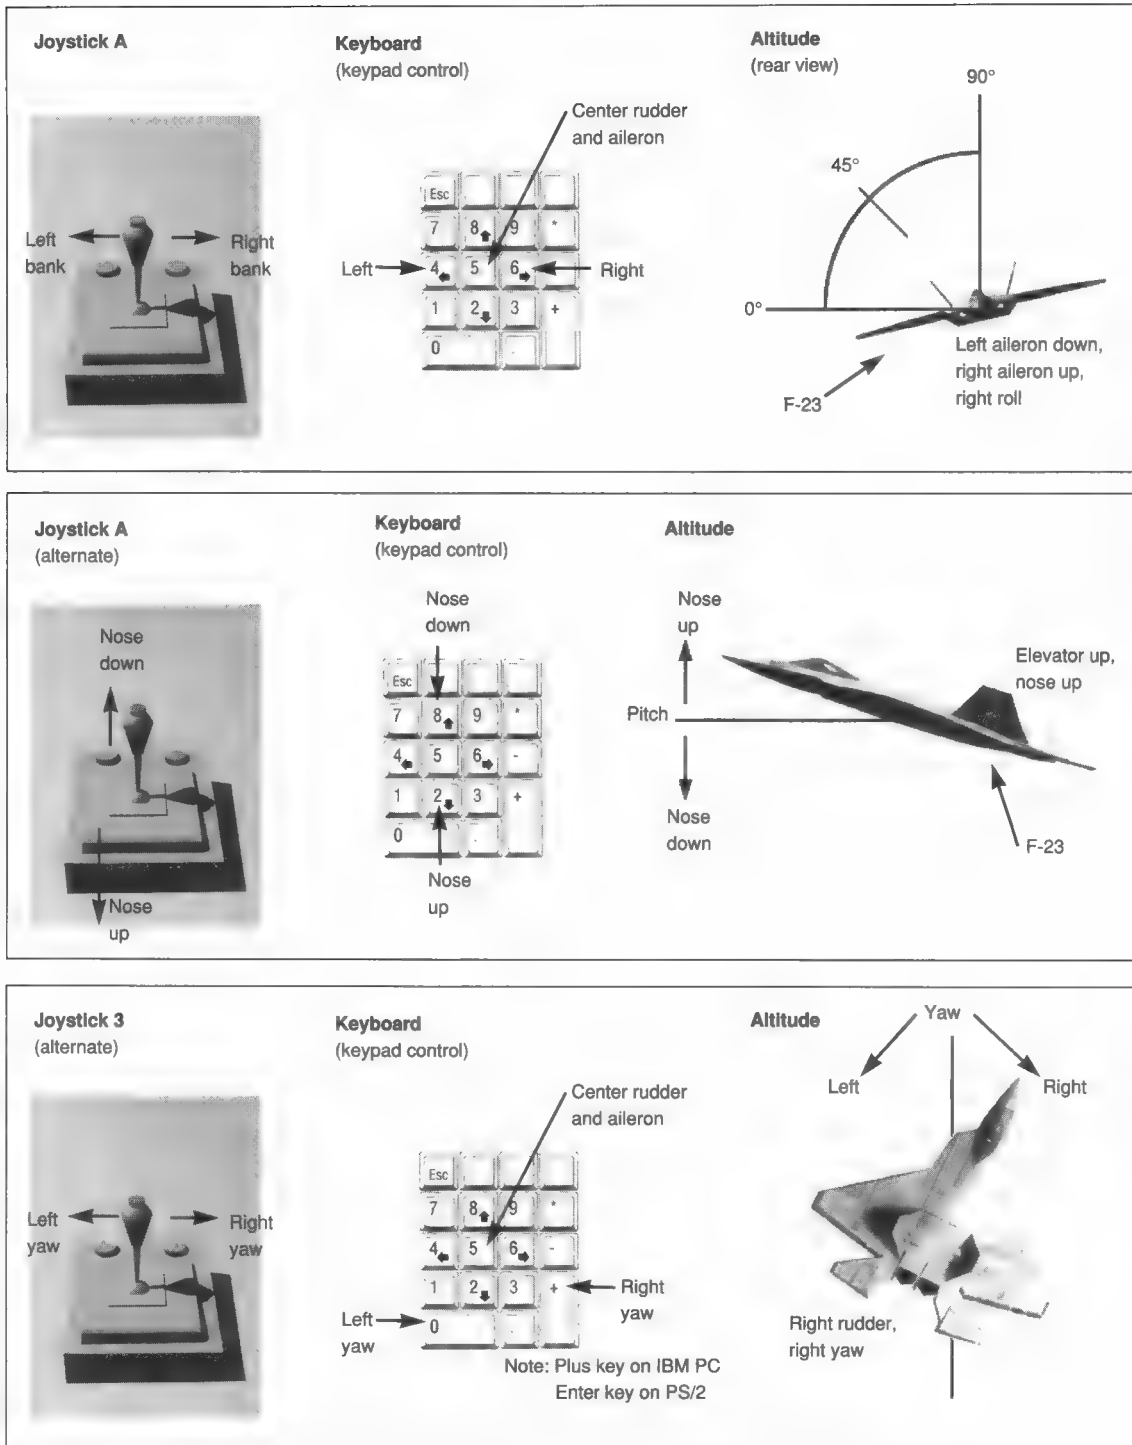 Joystick A
Keyboard
(keypad control)
Altitude
(rear view)
90°
Center rudder
and aileron
45°
Esc
7 8 9 *
Left
bank
Right
bank
Left
4 5 6
Right
0°
1 2 3 +
0 .
Left aileron down,
right aileron up,
right roll
F-23
Joystick A
(alternate)
Keyboard
(keypad control)
Altitude
Nose
down
Nose
down
Nose
up
Elevator up,
nose up
Esc
7 8 9 *
Pitch
4 5 6 -
1 2 3 +
0 .
Nose
down
F-23
Nose
up
Nose
up
Joystick 3
(alternate)
Keyboard
(keypad control)
Altitude
Yaw
Left
Right
Center rudder
and aileron
Esc
7 8 9 *
Left
yaw
Right
yaw
4 5 6 -
1 2 3 +
Right
yaw
Left
yaw
0 .
Right rudder,
right yaw
Note: Plus key on IBM PC
Enter key on PS/2